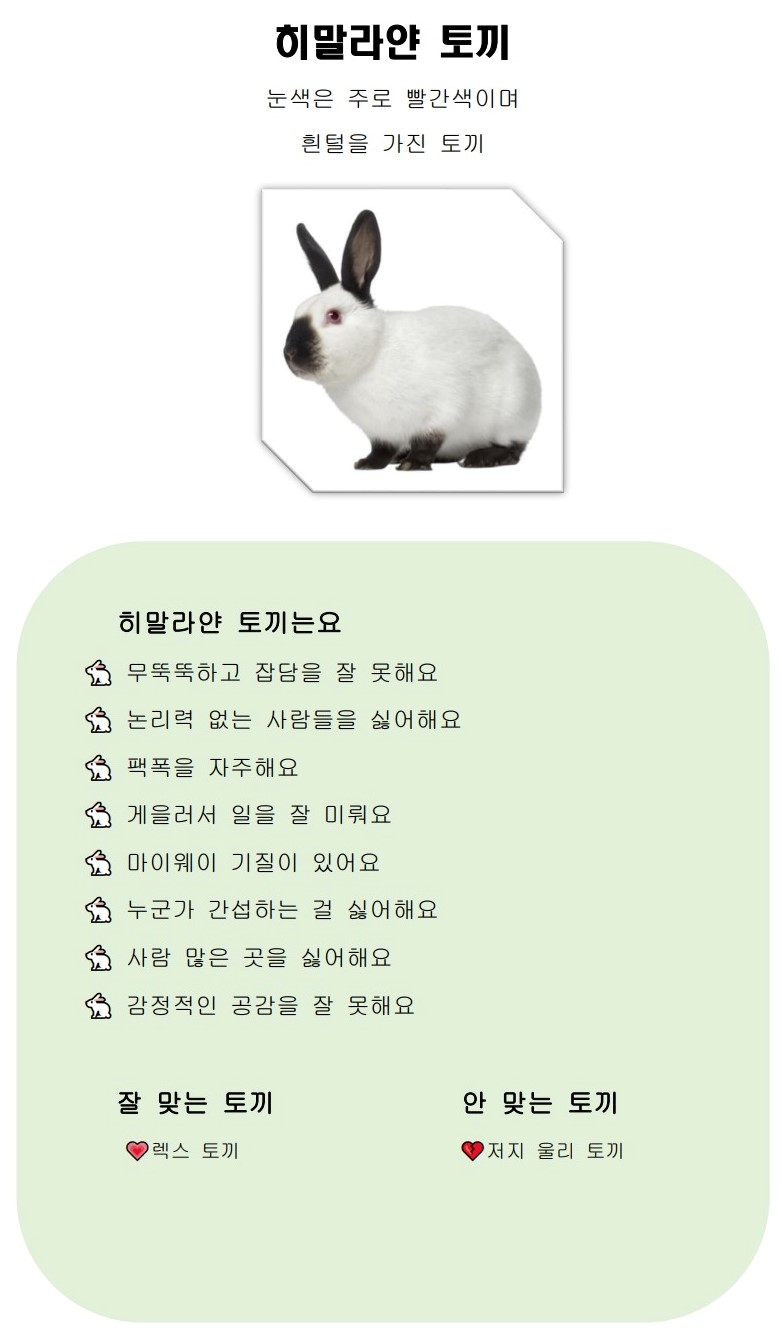 히말라얀 토끼
눈색은 주로 빨간색이며
흰털을 가진 토끼
히말라얀 토끼는요
무뚝뚝하고 잡담을 잘 못해요
논리력 없는 사람들을 싫어해요
팩폭을 자주해요
게을러서 일을 잘 미뤄요
마이웨이 기질이 있어요
누군가 간섭하는 걸 싫어해요
사람 많은 곳을 싫어해요
감정적인 공감을 잘 못해요
잘 맞는 토끼 안 맞는 토끼
렉스 토끼 저지 울리 토끼